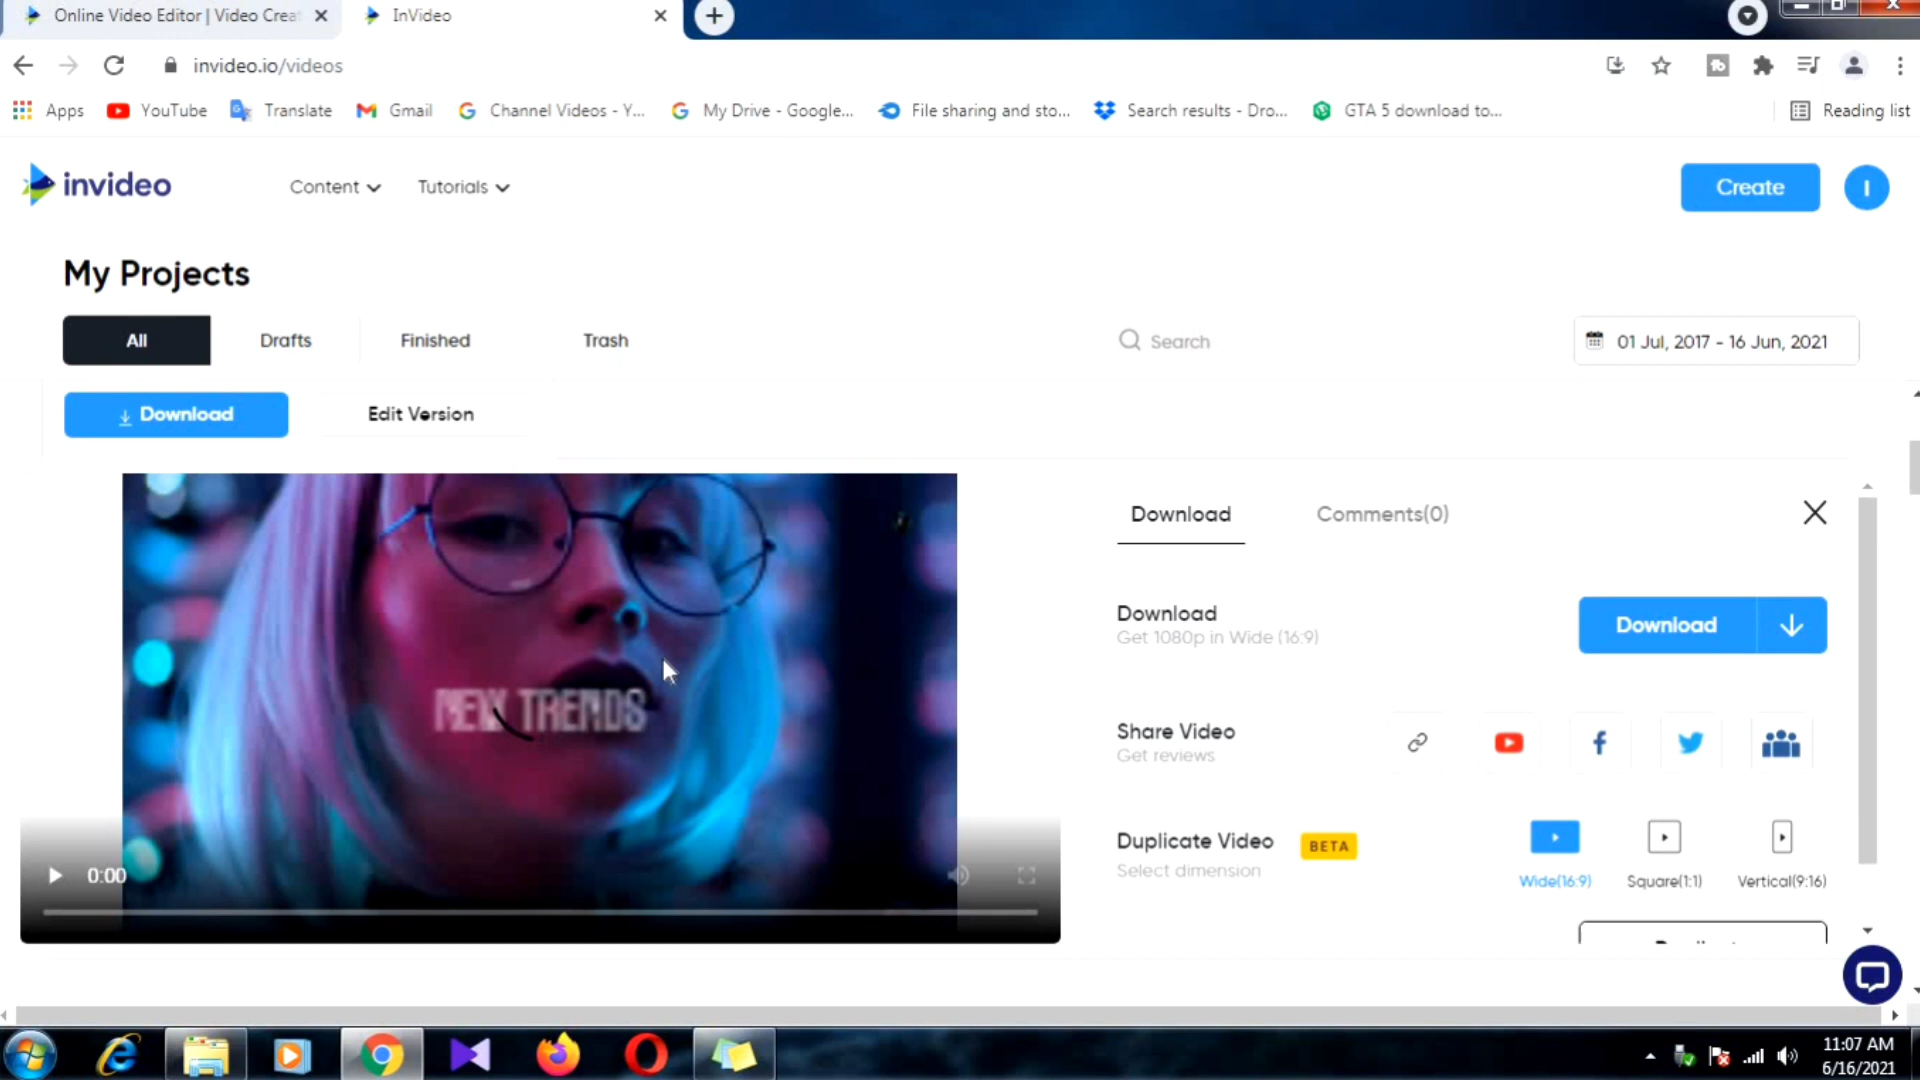 Online Video Editor | Video Crea
InVideo
invideo.io/videos
Apps
YouTube
Translate
Gmail
Channel Videos - Y...
My Drive - Google...
File sharing and sto...
Search results - Dro...
GTA 5 download to...
Reading list
invideo
Content
Tutorials
Create
I
My Projects
All
Drafts
Finished
Trash
Search
01 Jul, 2017 - 16 Jun, 2021
Download
Edit Version
NEW TRENDS
0:00
Download
Comments(0)
Download
Get 1080p in Wide (16:9)
Download
Share Video
Get reviews
Duplicate Video
BETA
Select dimension
Wide(16:9)
Square(1:1)
Vertical(9:16)
11:07 AM
6/16/2021